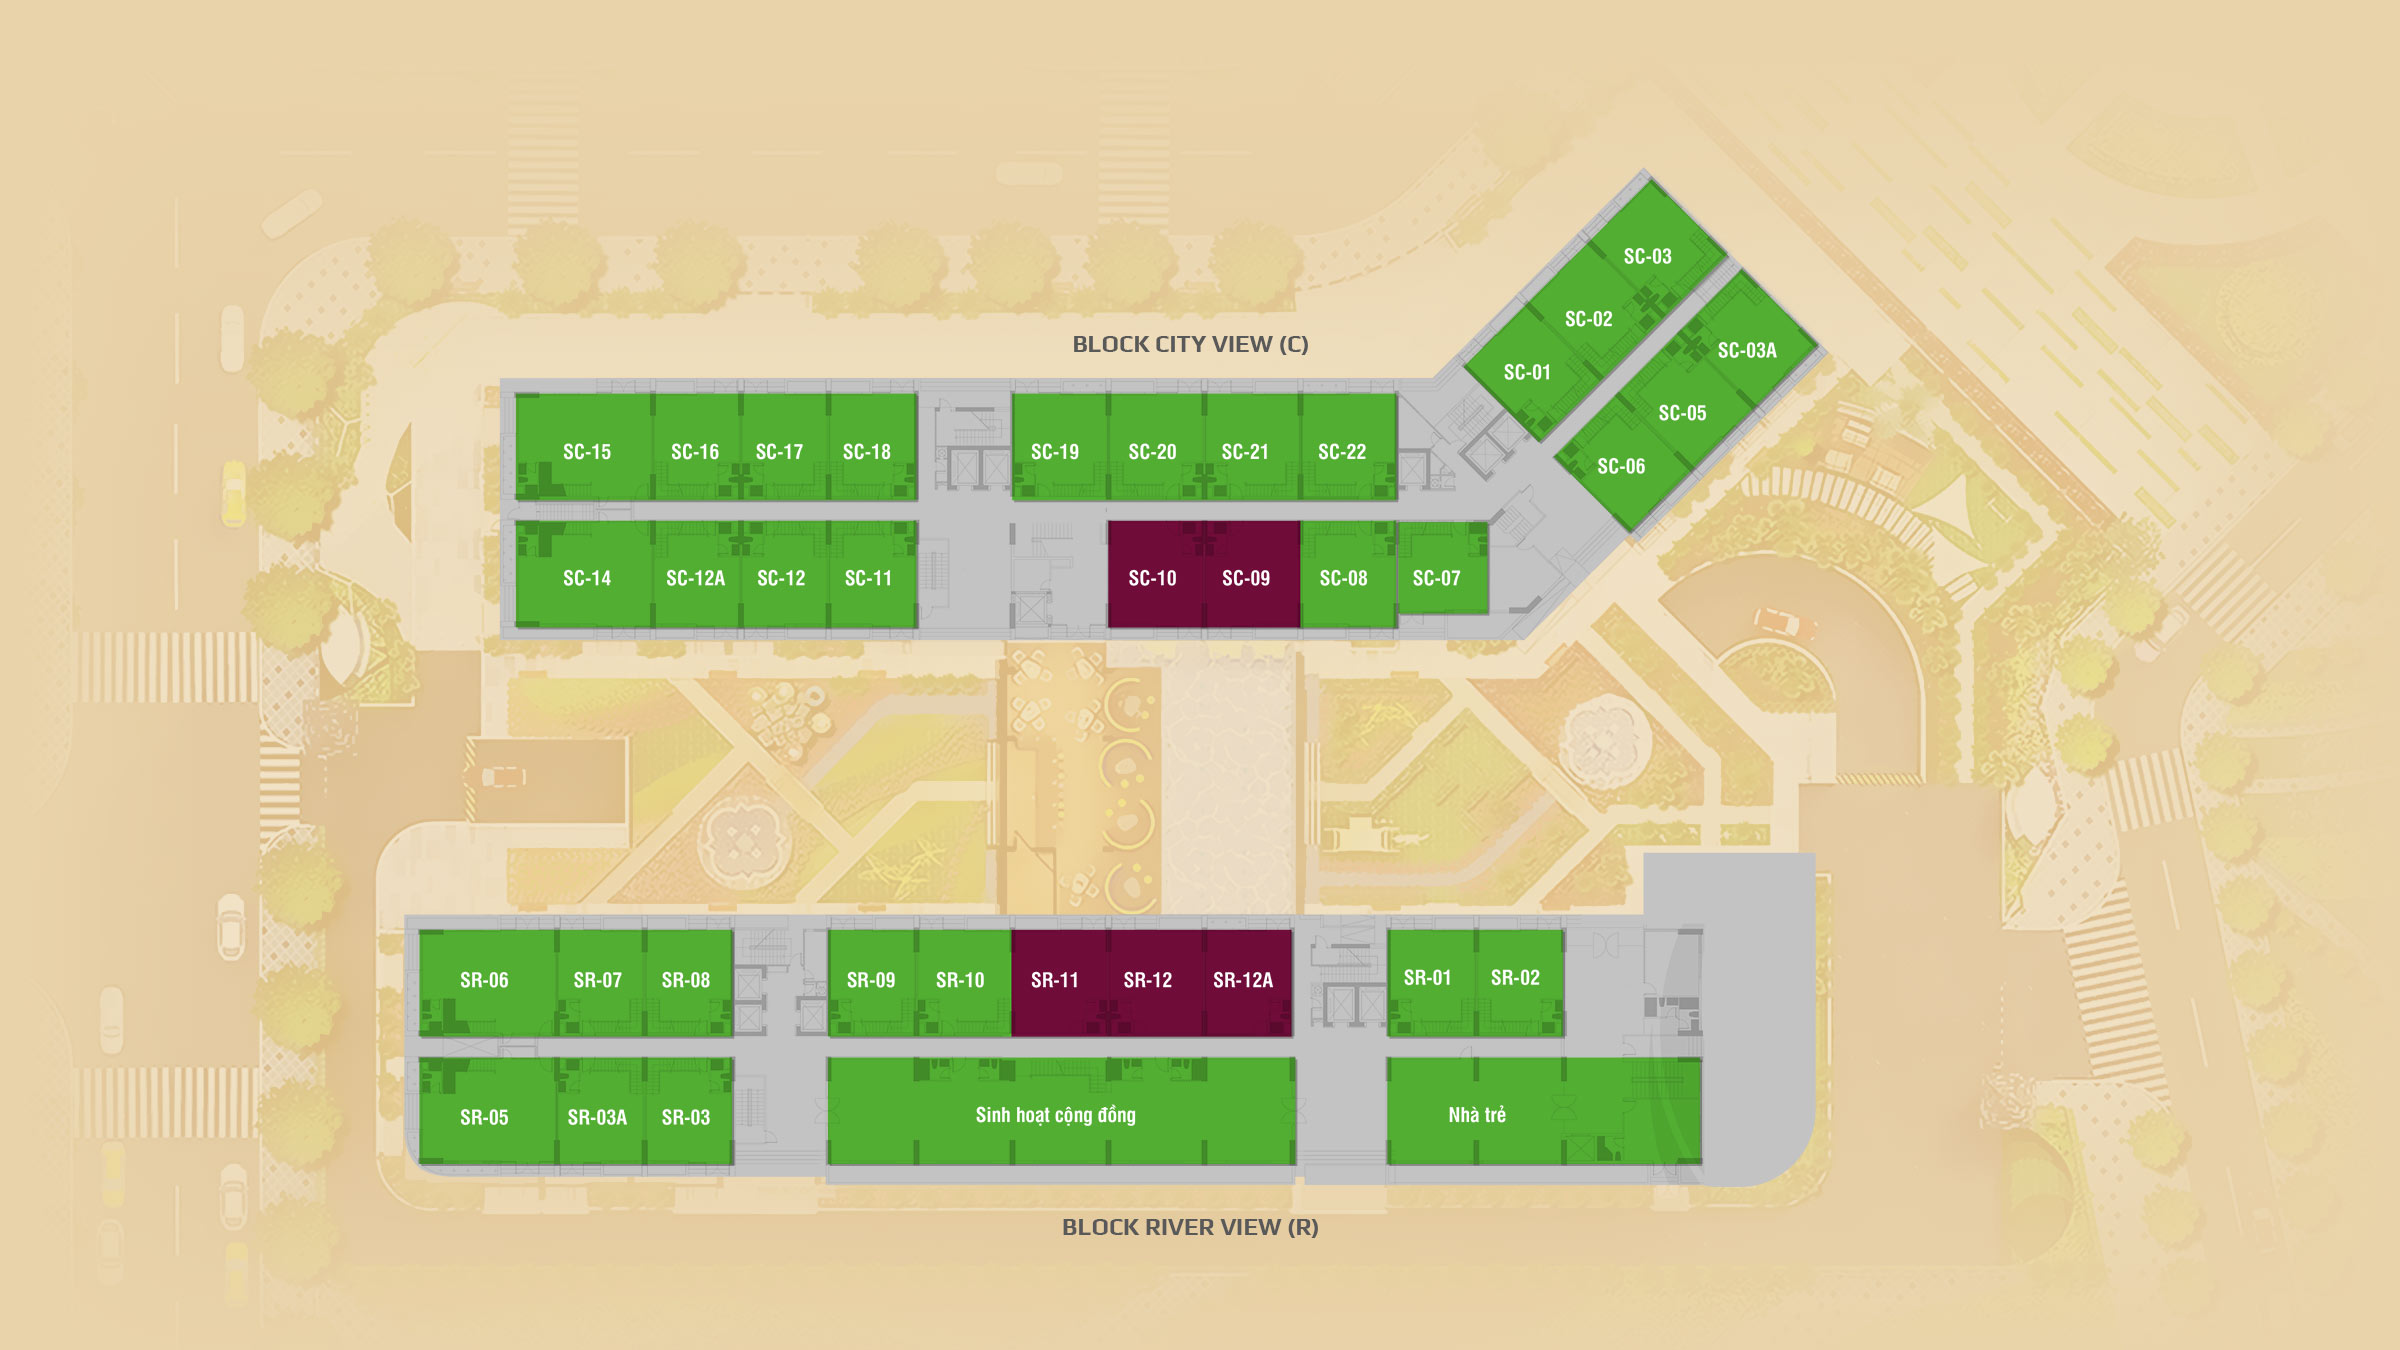 SC-03
SC-02
SC-03A
BLOCK CITY VIEW (C)
SC-01
SC-05
SC-15
SC-16
SC-17
SC-18
SC-19
SC-20
SC-21
SC-22
SC-06
SC-14
SC-12A
SC-12
SC-11
SC-10
SC-09
SC-08
SC-07
SR-06
SR-07
SR-08
SR-09
SR-10
SR-11
SR-12
SR-12A
SR-01
SR-02
SR-05
SR-03A
SR-03
Sinh hoạt cộng đồng
Nhà trẻ
BLOCK RIVER VIEW (R)